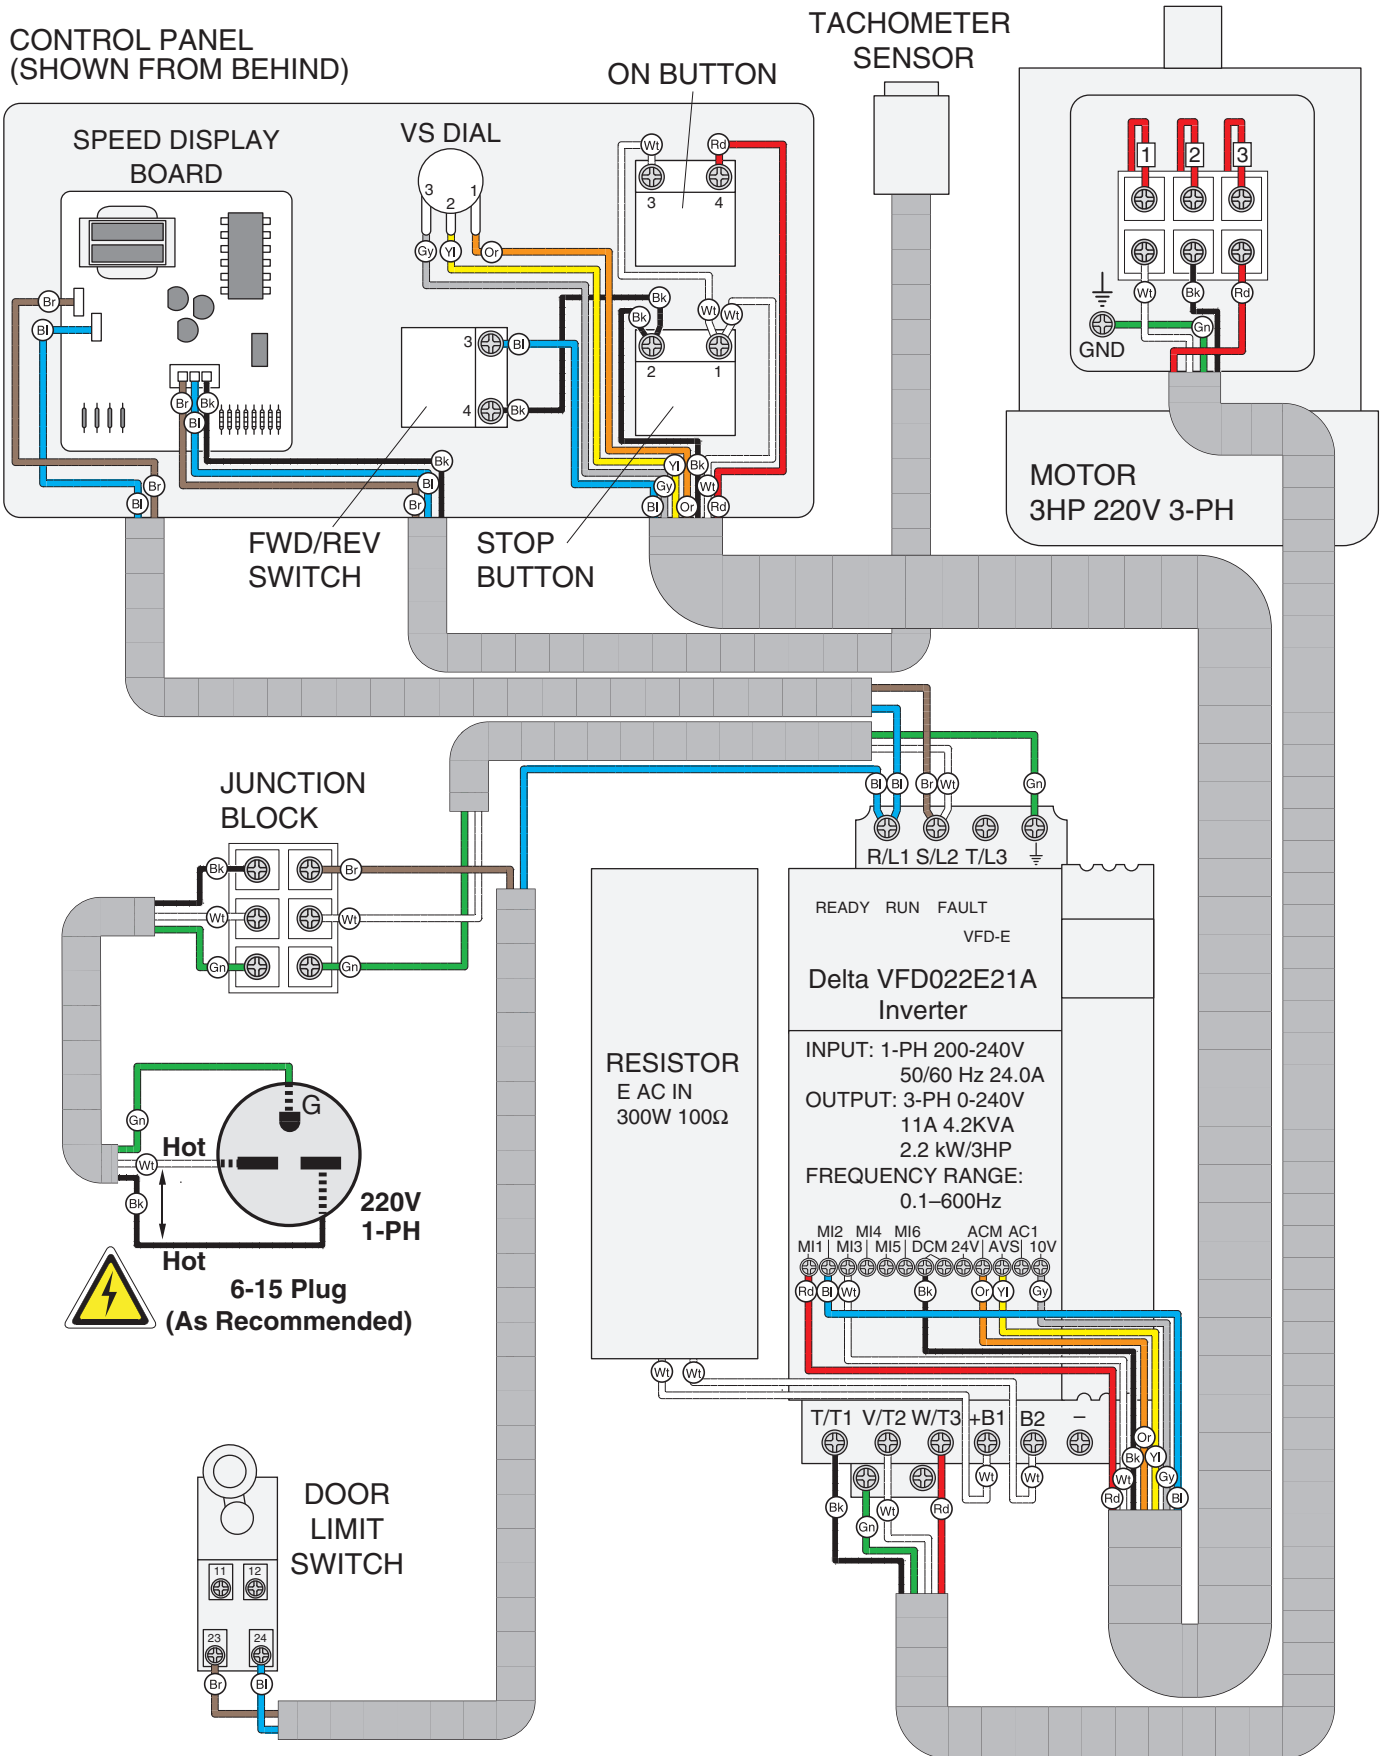 CONTROL PANEL
(SHOWN FROM BEHIND)
TACHOMETER
SENSOR
ON BUTTON
SPEED DISPLAY
BOARD
VS DIAL
3 2 1
Gy Yl Or
Wt Rd
3 4
Br
Bl
Bk
Bk Wt Wt
2 1
3 Bl
4 Bk
Br Bl Bk
Bk
Bl
Br
Br
Bl
Yl Bk
Gy Wt
Bl Or Rd
FWD/REV
SWITCH
STOP
BUTTON
1 2 3
Wt Bk Rd
Gn
GND
MOTOR
3HP 220V 3-PH
JUNCTION
BLOCK
Bk Br
Wt Wt
Gn Gn
Bl Bl Br Wt Gn
R/L1 S/L2 T/L3
READY RUN FAULT
VFD-E
Delta VFD022E21A
Inverter
INPUT: 1-PH 200-240V
50/60 Hz 24.0A
OUTPUT: 3-PH 0-240V
11A 4.2KVA
2.2 kW/3HP
FREQUENCY RANGE:
0.1–600Hz
MI2 MI4 MI6 ACM AC1
MI1 MI3 MI5 DCM 24V AVS 10V
Rd Bl Wt Bk Or Yl Gy
RESISTOR
E AC IN
300W 100Ω
Wt Wt
G
Gn
Hot
Wt
Bk
Hot
220V
1-PH
6-15 Plug
(As Recommended)
T/T1 V/T2 W/T3 +B1 B2 –
Wt Wt
Bk Gn Wt Rd
Or
Bk Yl
Wt Gy
Rd Bl
DOOR
LIMIT
SWITCH
11 12
23 24
Br Bl